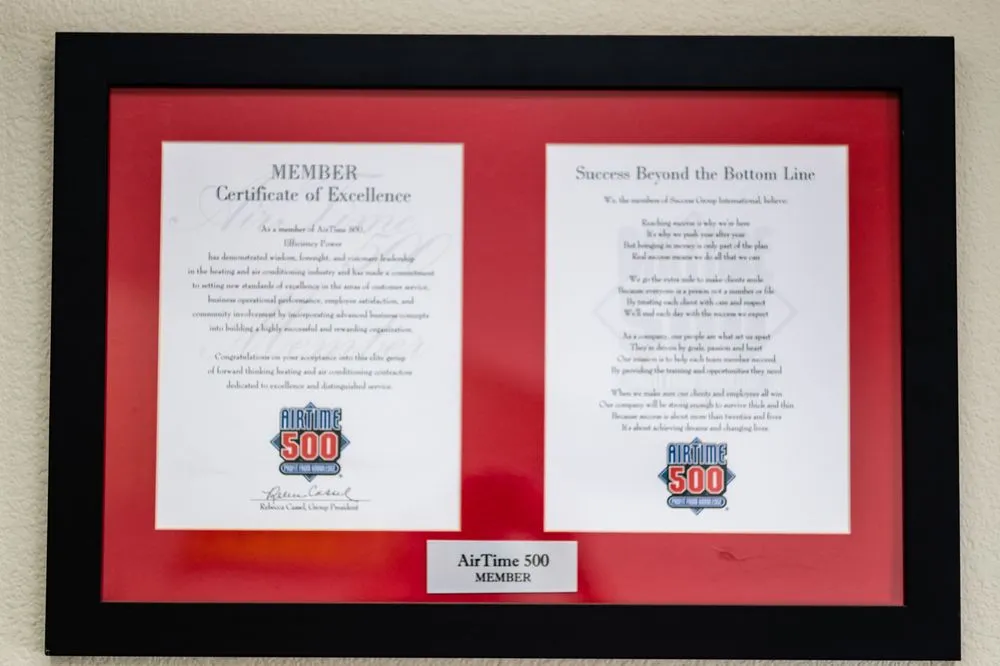 MEMBER
Certificate of Excellence
As a member of AirTime 500
Efficiency Power
has demonstrated wisdom, foresight, and visionary leadership
in the heating and air conditioning industry and has made a commitment
to setting new standards of excellence in the areas of customer service,
business operational performance, employee satisfaction, and
community involvement by incorporating advanced business concepts
into building a highly successful and rewarding organization.
Congratulations on your acceptance into this elite group
of forward thinking heating and air conditioning contractors
dedicated to excellence and distinguished service.
AIRTIME
500
PROFIT FROM KNOWLEDGE
Rebecca Cassel
Rebecca Cassel, Group President
Success Beyond the Bottom Line
We, the members of Success Group International, believe:
Reaching success is why we're here
It's why we push year after year
But bringing in money is only part of the plan
Real success means we do all that we can
We go the extra mile to make clients smile
Because everyone is a person not a number or file
By treating each client with care and respect
We'll end each day with the success we expect
As a company, our people are what set us apart
They're driven by goals, passion and heart
Our mission is to help each team member succeed
By providing the training and opportunities they need
When we make sure our clients and employees all win
Our company will be strong enough to survive thick and thin
Because success is about more than twenties and fives
It's about achieving dreams and changing lives.
AIRTIME
500
PROFIT FROM KNOWLEDGE
AirTime 500
MEMBER